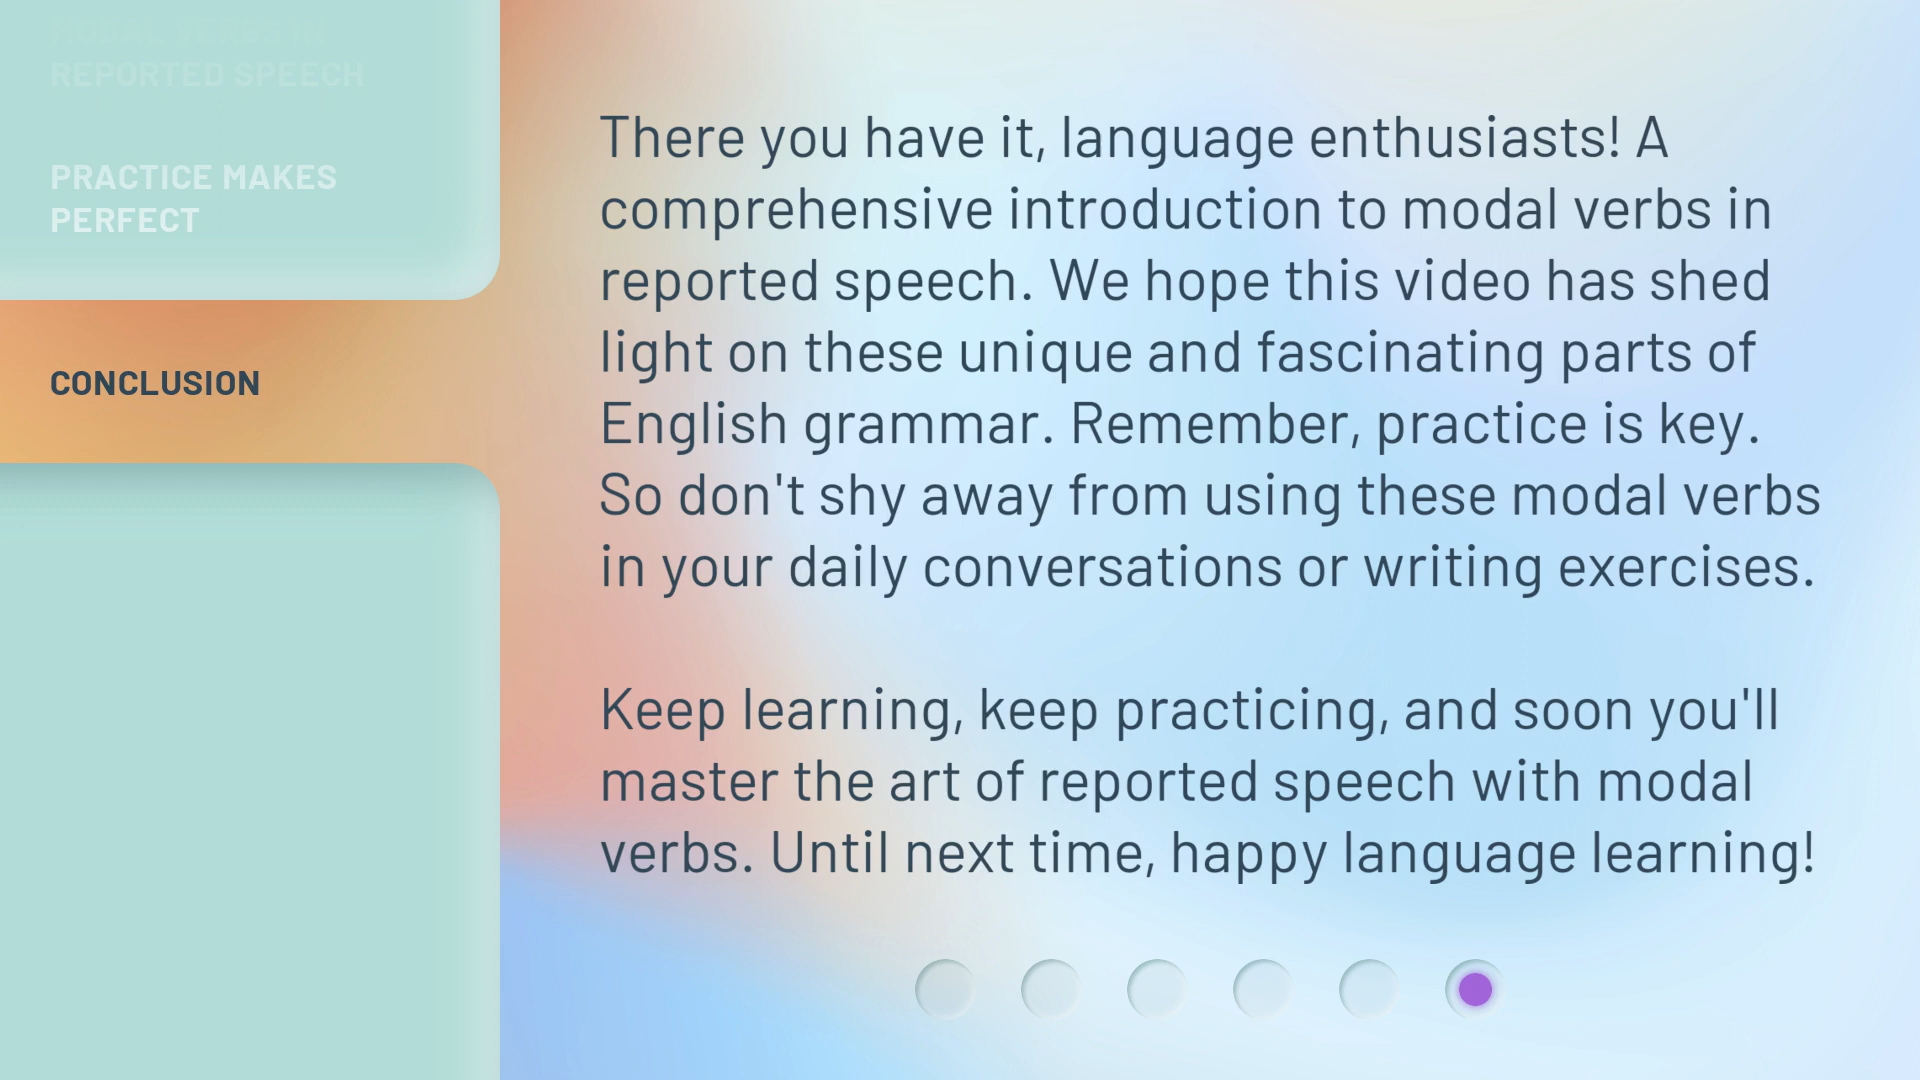 MODAL VERBS IN
REPORTED SPEECH
PRACTICE MAKES
PERFECT
CONCLUSION
There you have it, language enthusiasts! A
comprehensive introduction to modal verbs in
reported speech. We hope this video has shed
light on these unique and fascinating parts of
English grammar. Remember, practice is key.
So don't shy away from using these modal verbs
in your daily conversations or writing exercises.
Keep learning, keep practicing, and soon you'll
master the art of reported speech with modal
verbs. Until next time, happy language learning!